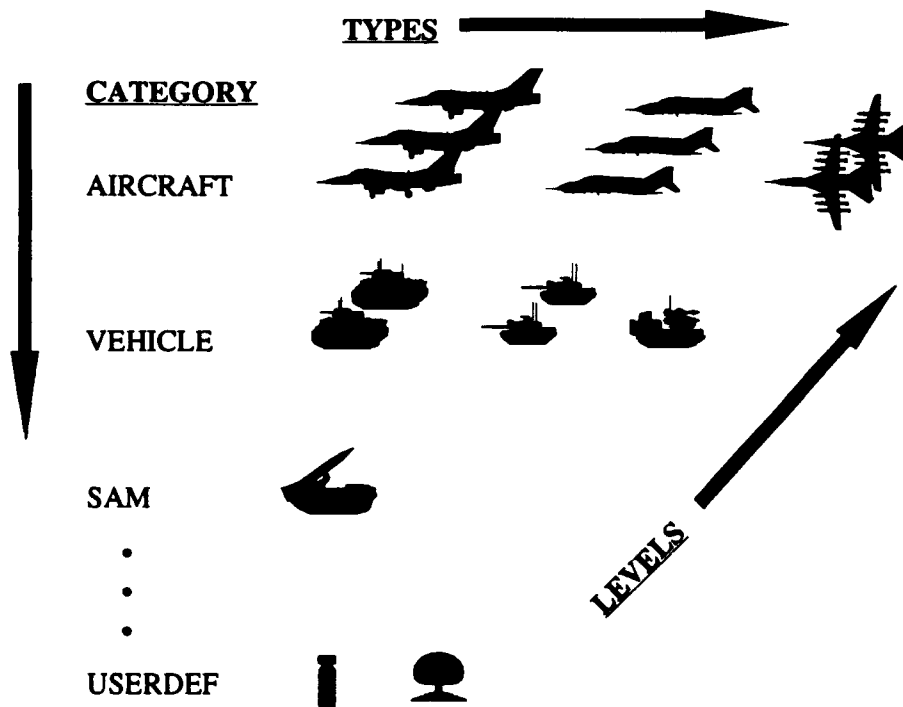 TYPES
CATEGORY
AIRCRAFT
VEHICLE
SAM
LEVELS
USERDEF